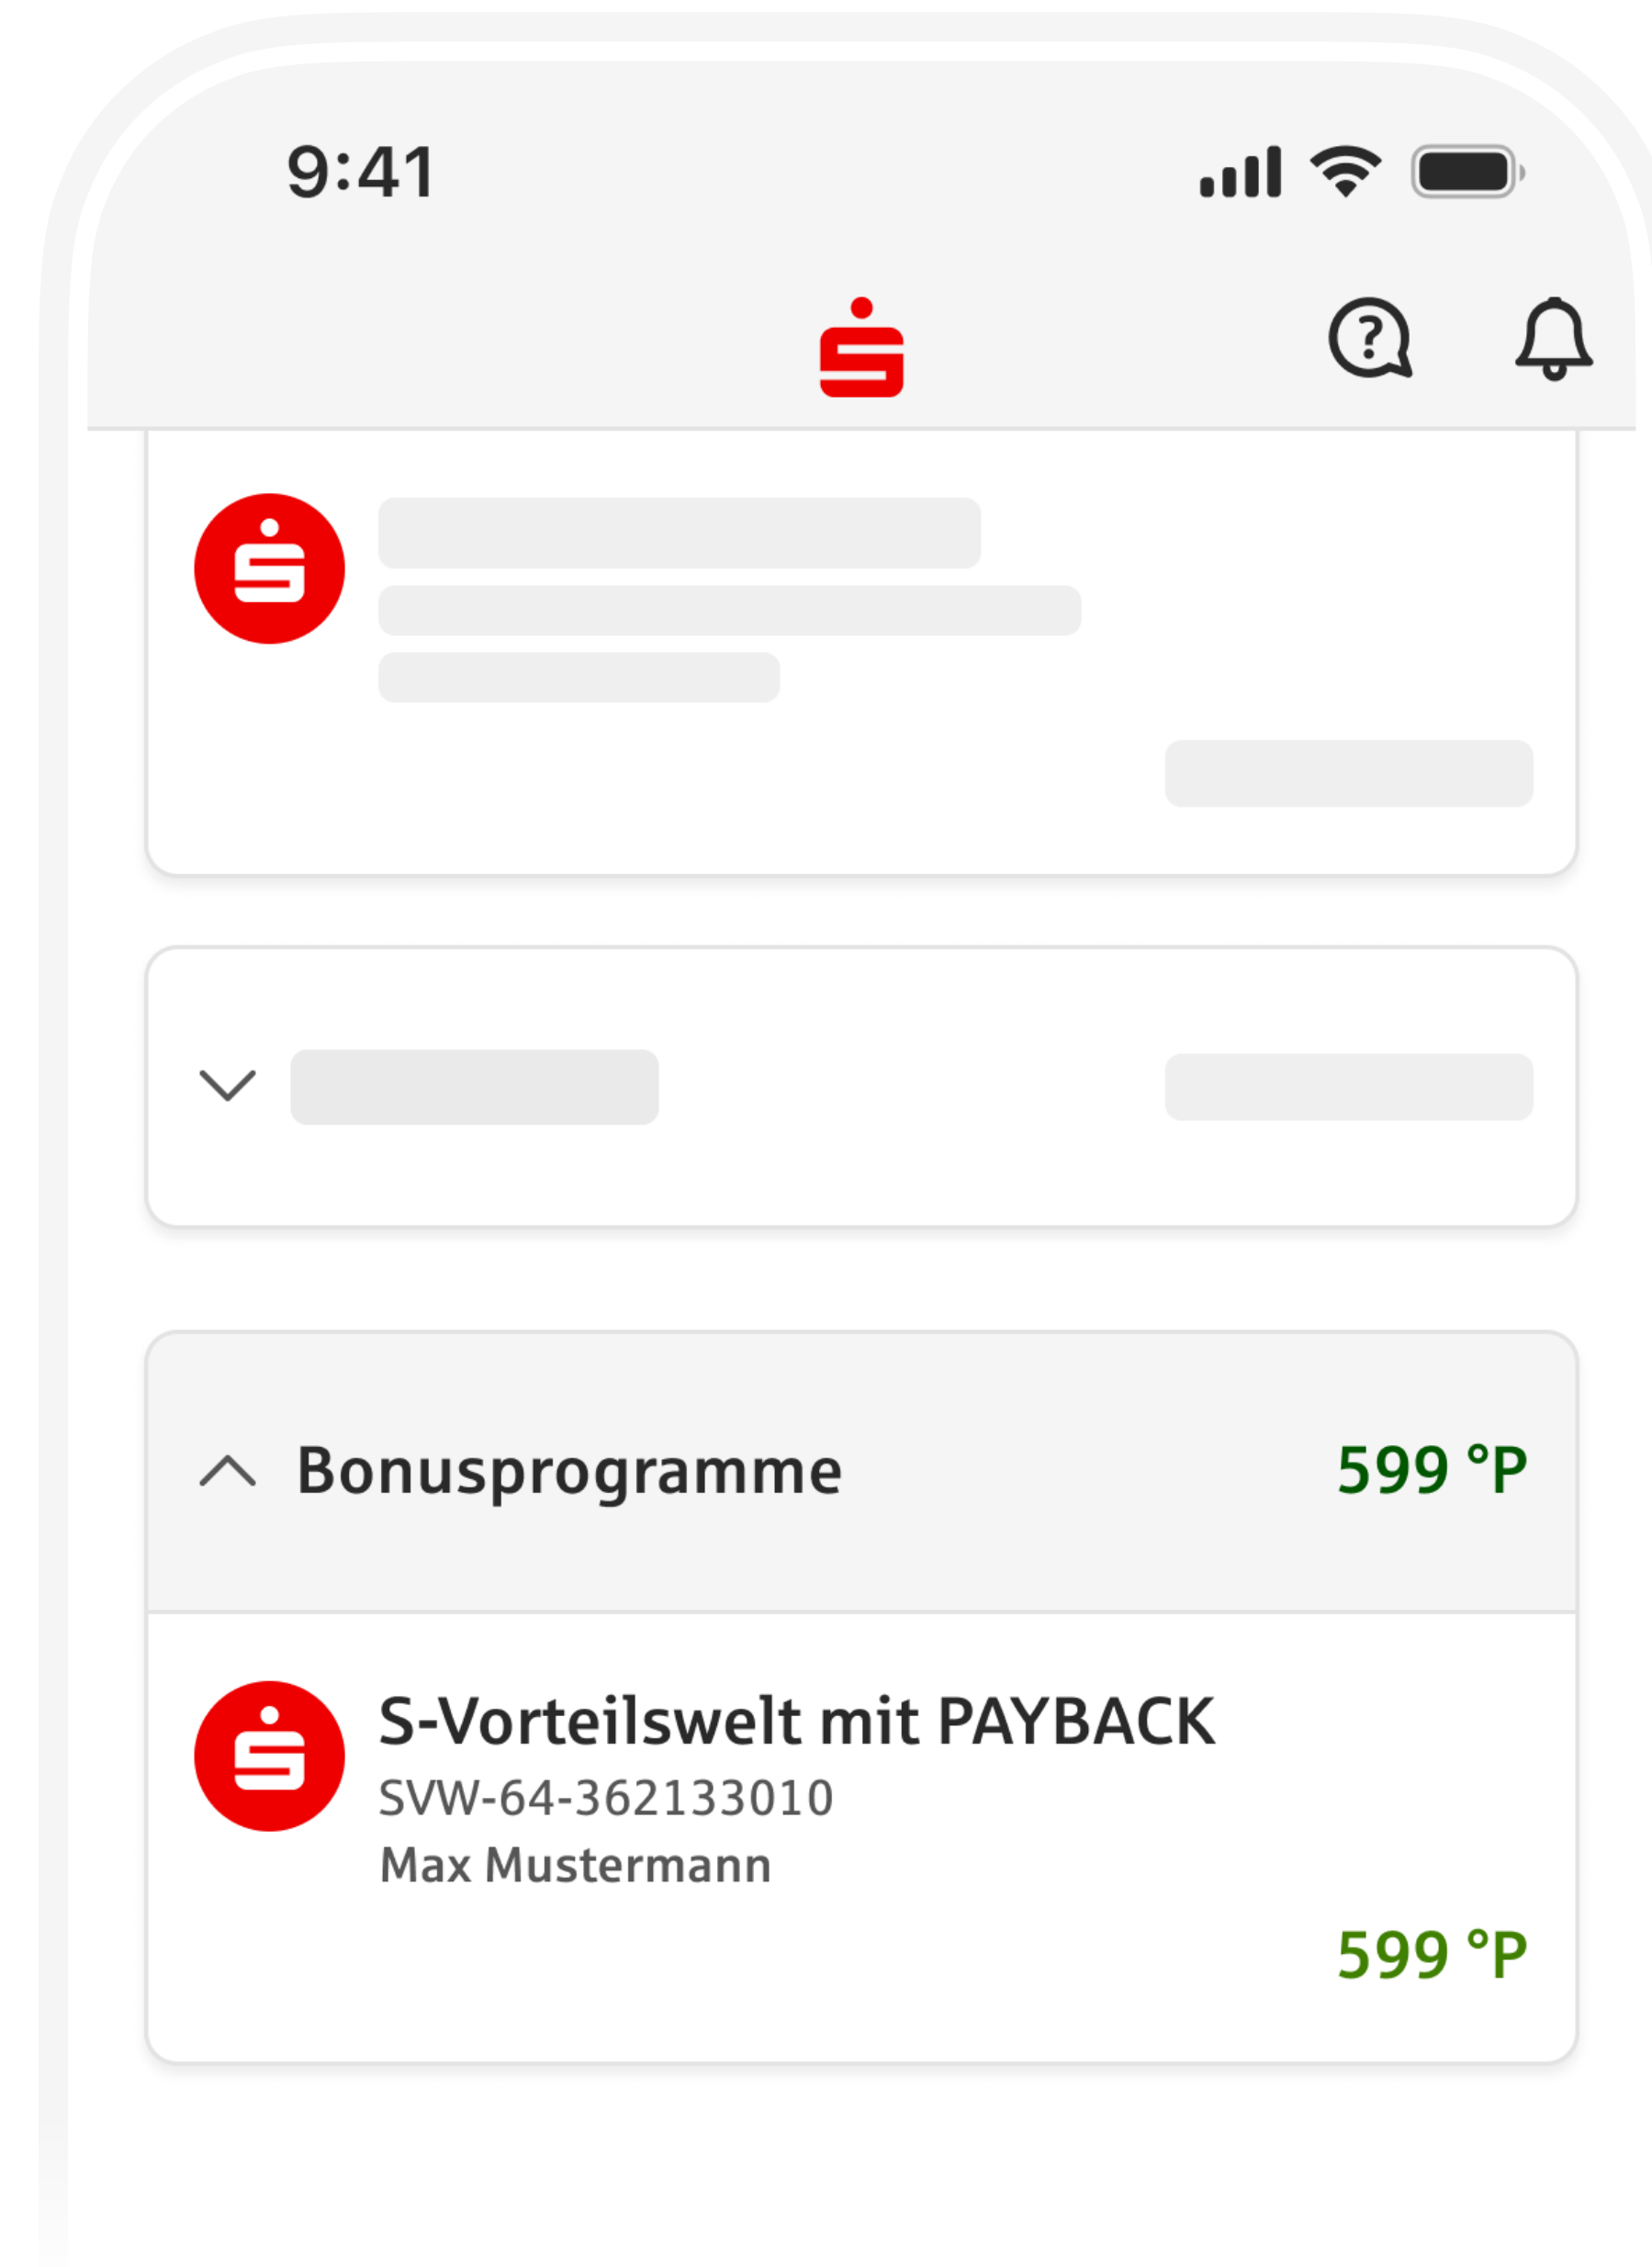 9:41
Bonusprogramme 599 °P
S-Vorteilswelt mit PAYBACK
SVW-64-362133010
Max Mustermann
599 °P